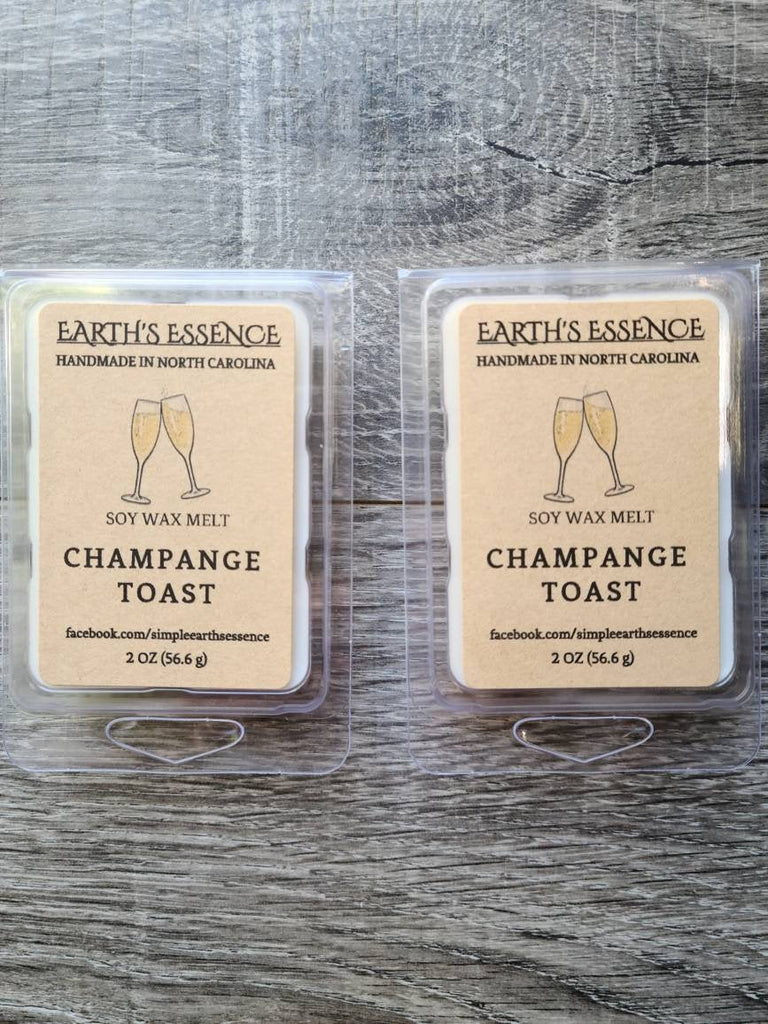 EARTH'S ESSENCE
HANDMADE IN NORTH CAROLINA
SOY WAX MELT
CHAMPANGE
TOAST
facebook.com/simpleearthsessence
2 OZ (56.6 g)
EARTH'S ESSENCE
HANDMADE IN NORTH CAROLINA
SOY WAX MELT
CHAMPANGE
TOAST
facebook.com/simpleearthsessence
2 OZ (56.6 g)